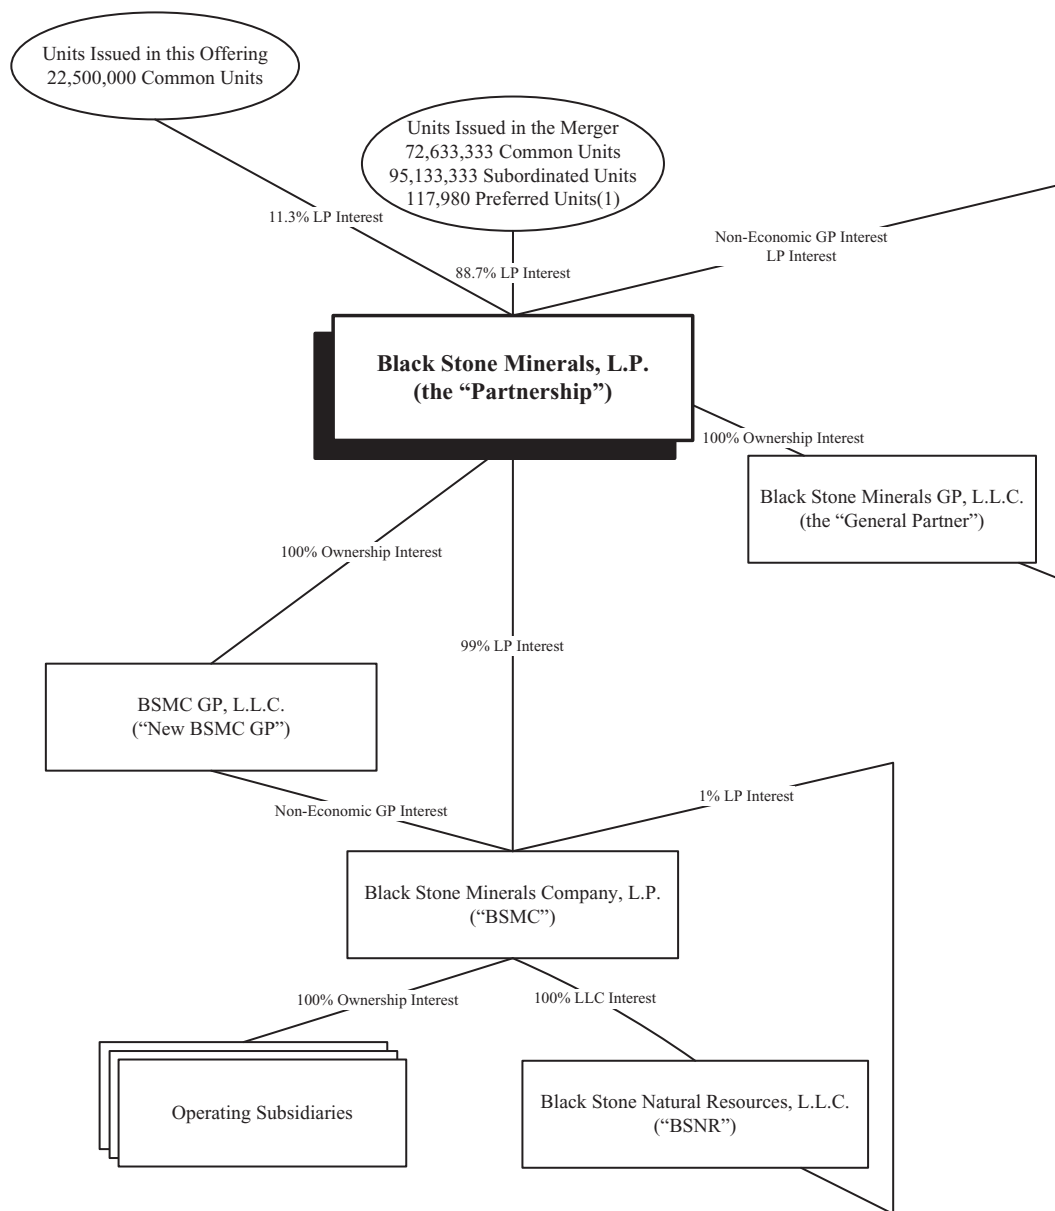 Units Issued in this Offering
22,500,000 Common Units
Units Issued in the Merger
72,633,333 Common Units
95,133,333 Subordinated Units
117,980 Preferred Units(1)
11.3% LP Interest
Non-Economic GP Interest
LP Interest
88.7% LP Interest
Black Stone Minerals, L.P.
(the “Partnership”)
100% Ownership Interest
Black Stone Minerals GP, L.L.C.
(the “General Partner”)
100% Ownership Interest
99% LP Interest
BSMC GP, L.L.C.
(“New BSMC GP”)
Non-Economic GP Interest
1% LP Interest
Black Stone Minerals Company, L.P.
(“BSMC”)
100% Ownership Interest
100% LLC Interest
Operating Subsidiaries
Black Stone Natural Resources, L.L.C.
(“BSNR”)